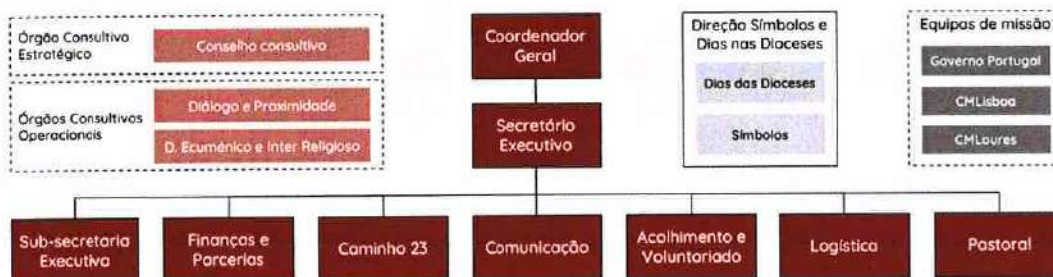 Órgão Consultivo
Estratégico
Conselho consultivo
Órgãos Consultivos
Operacionais
Diálogo e Proximidade
D. Ecuménico e Inter Religioso
Coordenador
Geral
Secretário
Executivo
Direção Símbolos e
Dias nas Dioceses
Dias das Dioceses
Símbolos
Equipas de missão
Governo Portugal
CMLisboa
CMLoures
Sub-secretaria
Executiva
Finanças e
Parcerias
Caminho 23
Comunicação
Acolhimento e
Voluntariado
Logística
Pastoral